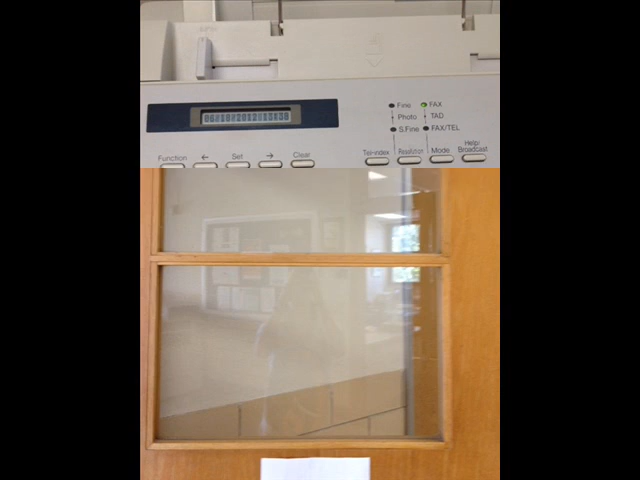 Fine
FAX
Photo
TAD
S.Fine
FAX/TEL
Function
←
Set
→
Clear
Tel-index
Resolution
Mode
Help/
Broadcast